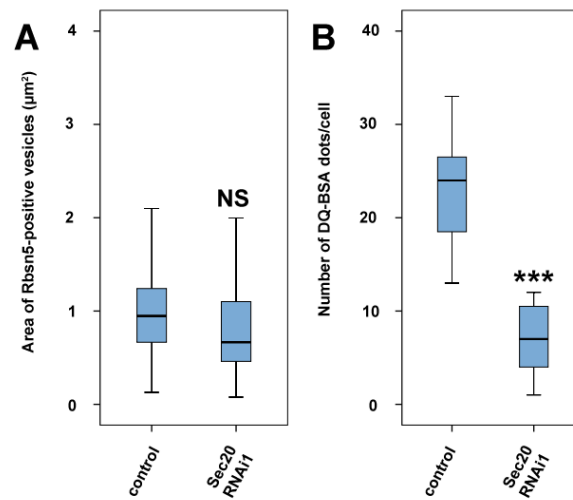 A
Area of Rbsn5-positive vesicles (μm²)
4
3
2
1
0
NS
control
Sec20
RNAi1
B
Number of DQ-BSA dots/cell
40
30
20
10
0
***
control
Sec20
RNAi1